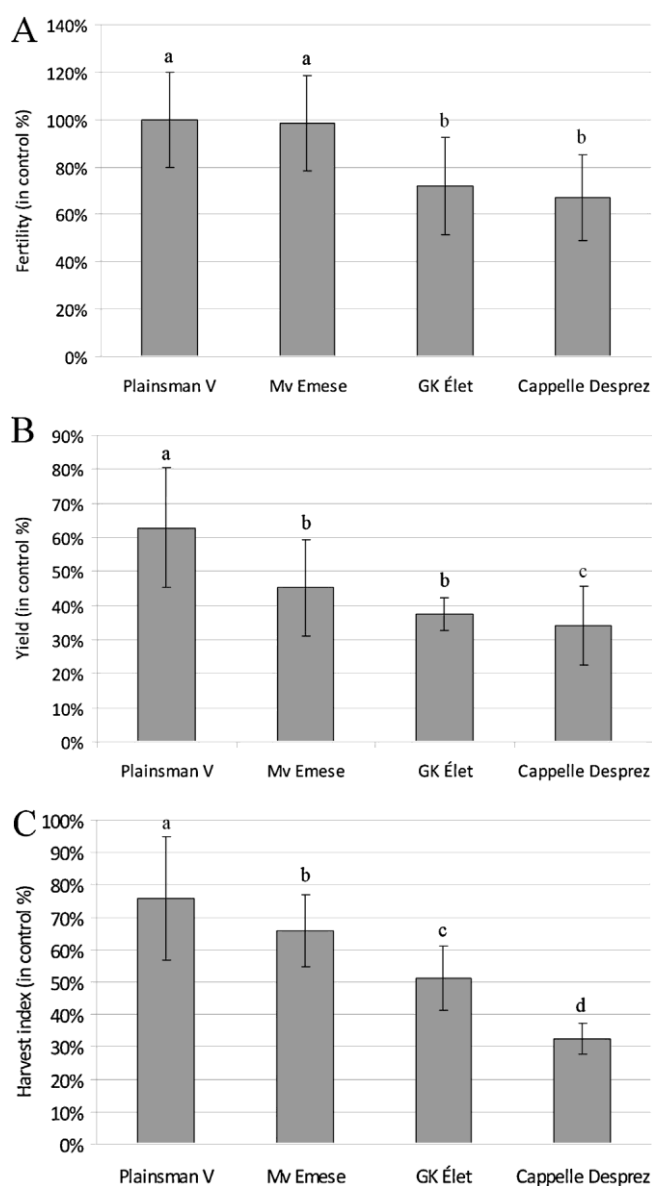 A
140%
120%
100%
80%
60%
40%
20%
0%
Fertility (in control %)
a
a
b
b
Plainsman V
Mv Emese
GK Élet
Cappelle Desprez
B
90%
80%
70%
60%
50%
40%
30%
20%
10%
0%
Yield (in control %)
a
b
b
c
Plainsman V
Mv Emese
GK Élet
Cappelle Desprez
C
100%
90%
80%
70%
60%
50%
40%
30%
20%
10%
0%
Harvest index (in control %)
a
b
c
d
Plainsman V
Mv Emese
GK Élet
Cappelle Desprez